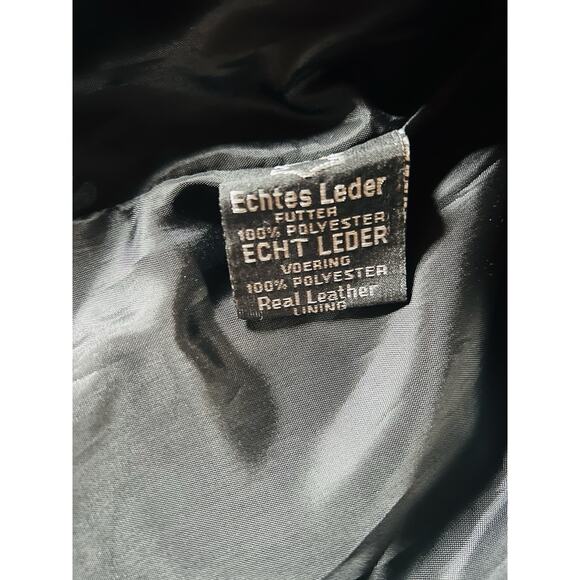 Echtes Leder
FUTTER
100% POLYESTER
ECHT LEDER
VOERING
100% POLYESTER
Real Leather
LINING